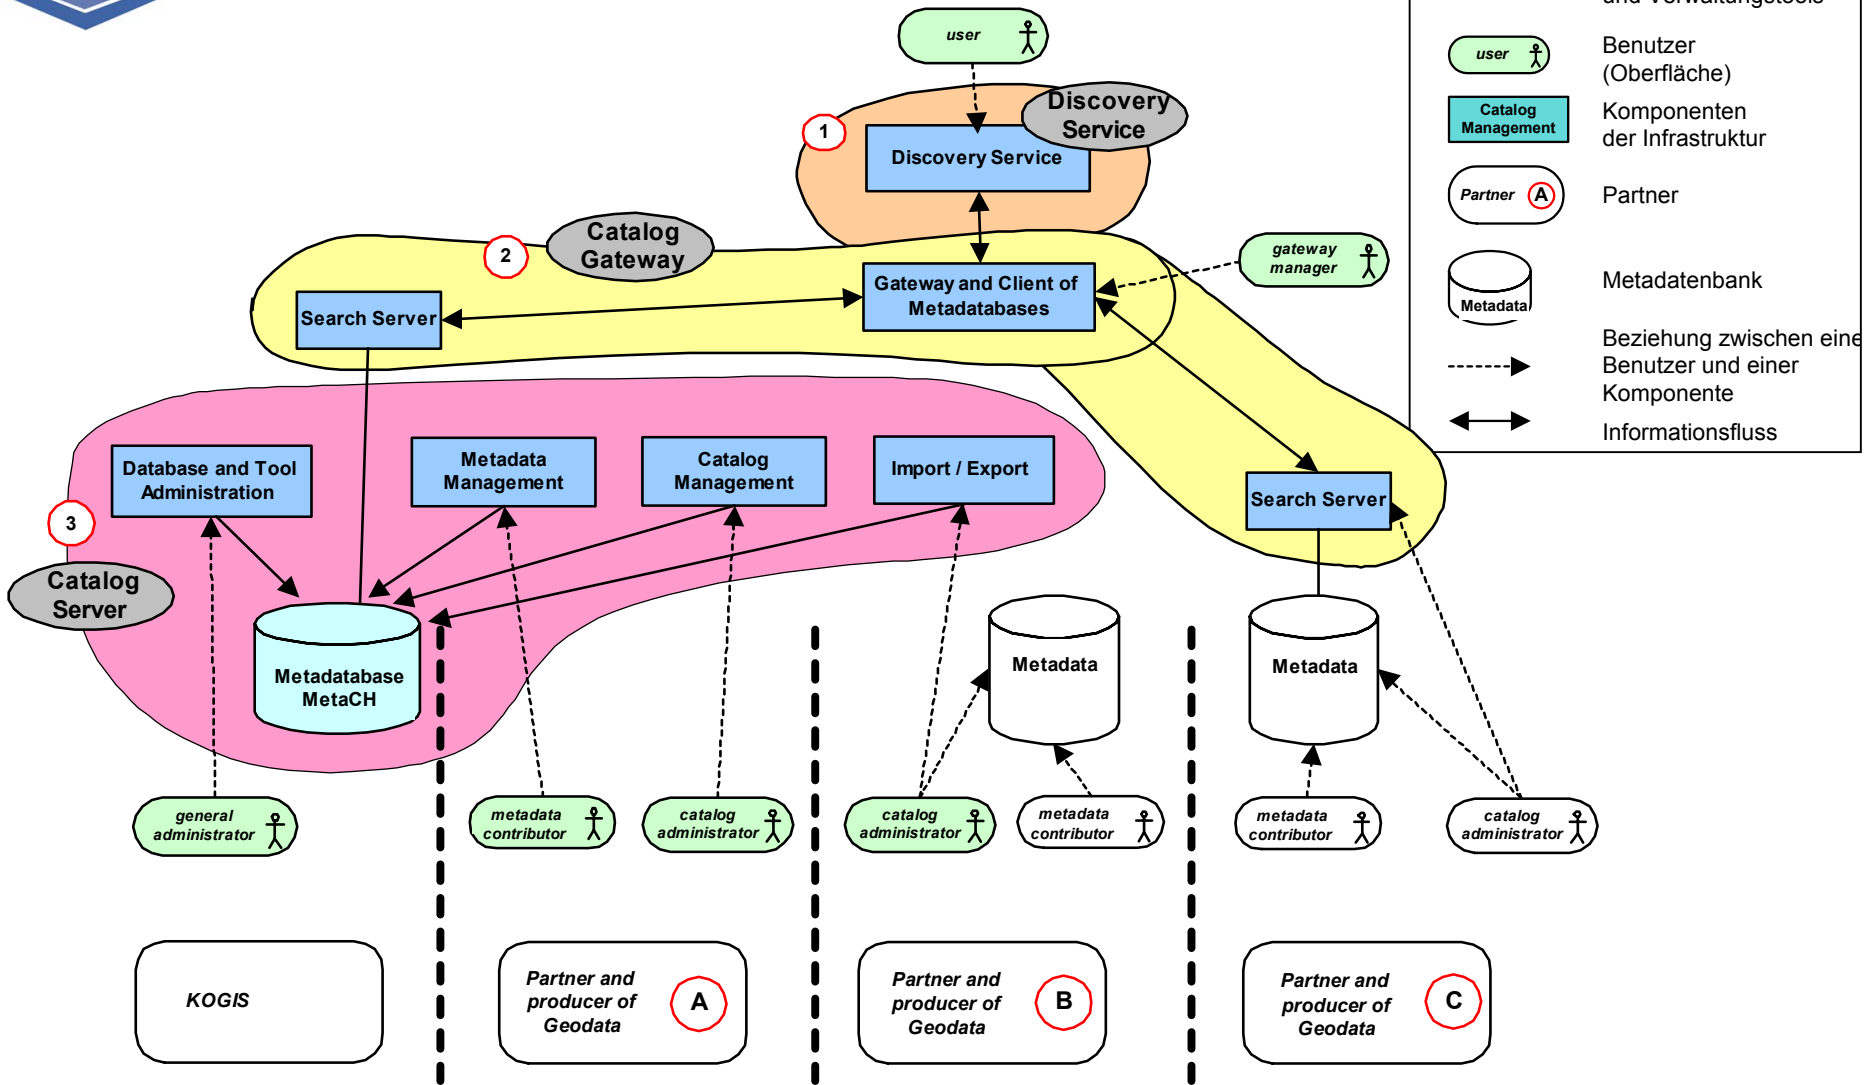 und Verwaltungstools
user
Benutzer
(Oberfläche)
Catalog
Management
Komponenten
der Infrastruktur
Partner A
Partner
Metadata
Metadatenbank
Beziehung zwischen eine
Benutzer und einer
Komponente
Informationsfluss
user
1
Discovery
Service
Discovery Service
2
Catalog
Gateway
gateway
manager
Gateway and Client of
Metadatabases
Search Server
Database and Tool
Administration
Metadata
Management
Catalog
Management
Import / Export
Search Server
3
Catalog
Server
Metadatabase
MetaCH
Metadata
Metadata
general
administrator
metadata
contributor
catalog
administrator
catalog
administrator
metadata
contributor
metadata
contributor
catalog
administrator
KOGIS
Partner and
producer of
Geodata
A
Partner and
producer of
Geodata
B
Partner and
producer of
Geodata
C